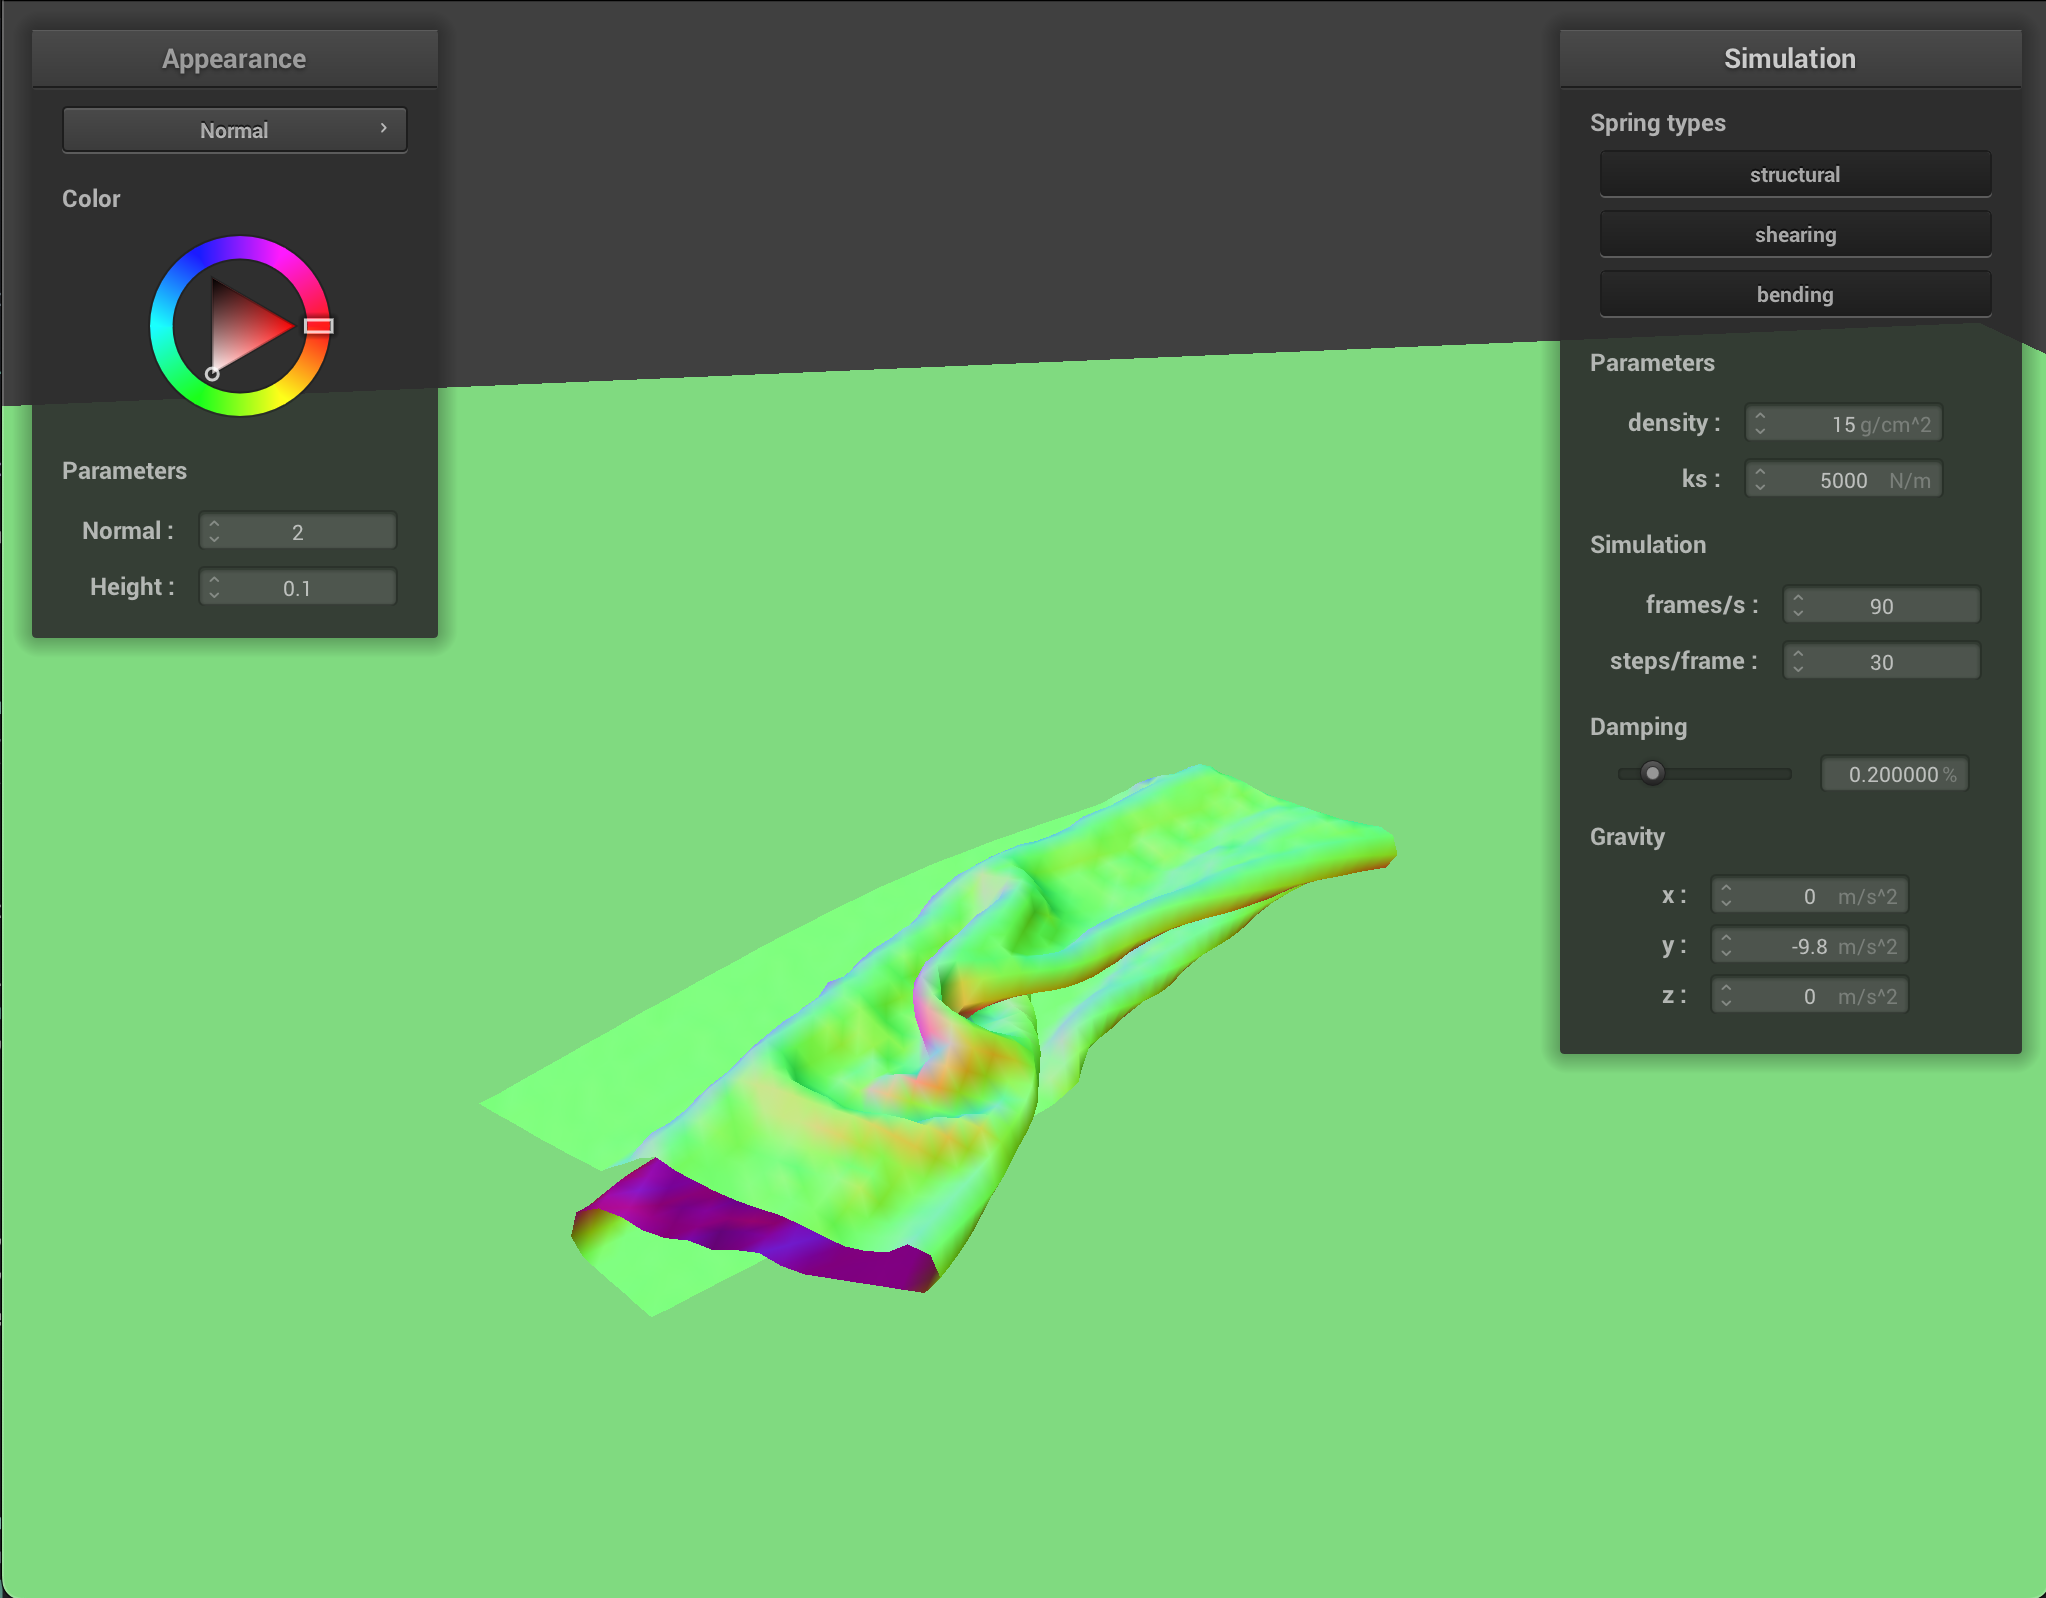 Appearance
Normal
Color
Parameters
Normal : 2
Height : 0.1
Simulation
Spring types
structural
shearing
bending
Parameters
density : 15 g/cm^2
ks : 5000 N/m
Simulation
frames/s : 90
steps/frame : 30
Damping
0.200000 %
Gravity
x : 0 m/s^2
y : -9.8 m/s^2
z : 0 m/s^2